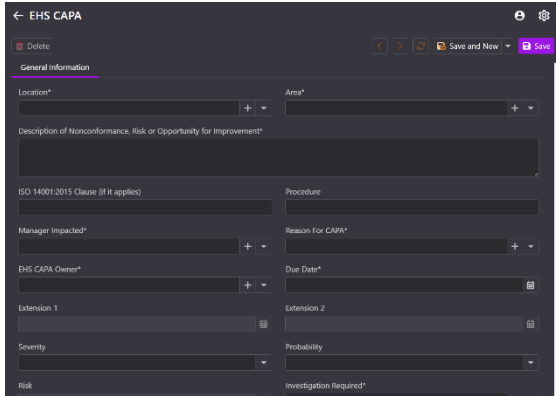 EHS CAPA
Delete
Save and New
Save
General Information
Location*
Area*
Description of Nonconformance, Risk or Opportunity for Improvement*
ISO 14001:2015 Clause (if it applies)
Procedure
Manager Impacted*
Reason For CAPA*
EHS CAPA Owner*
Due Date*
Extension 1
Extension 2
Severity
Probability
Risk
Investigation Required*